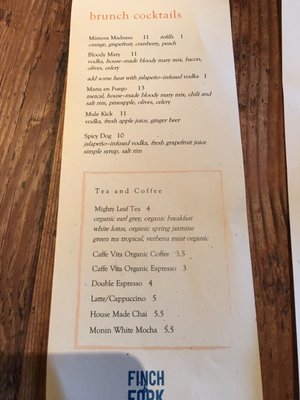 brunch cocktails
Mimosa Madness 11 refills 1
orange, grapefruit, cranberry, peach
Bloody Mary 11
vodka, house-made bloody mary mix, bacon,
olives, celery
add some heat with jalapeño-infused vodka 1
Maria en Fuego 13
mezcal, house-made bloody mary mix, chili and
salt rim, pineapple, olives, celery
Mule Kick 11
vodka, fresh apple juice, ginger beer
Spicy Dog 10
jalapeño-infused vodka, fresh grapefruit juice
simple syrup, salt rim
Tea and Coffee
Mighty Leaf Tea 4
organic earl grey, organic breakfast
white lotus, organic spring jasmine
green tea tropical, verbena mint organic
Caffe Vita Organic Coffee 3.5
Caffe Vita Organic Espresso 3
Double Espresso 4
Latte/Cappuccino 5
House Made Chai 5.5
Monin White Mocha 5.5
FINCH
& FORK